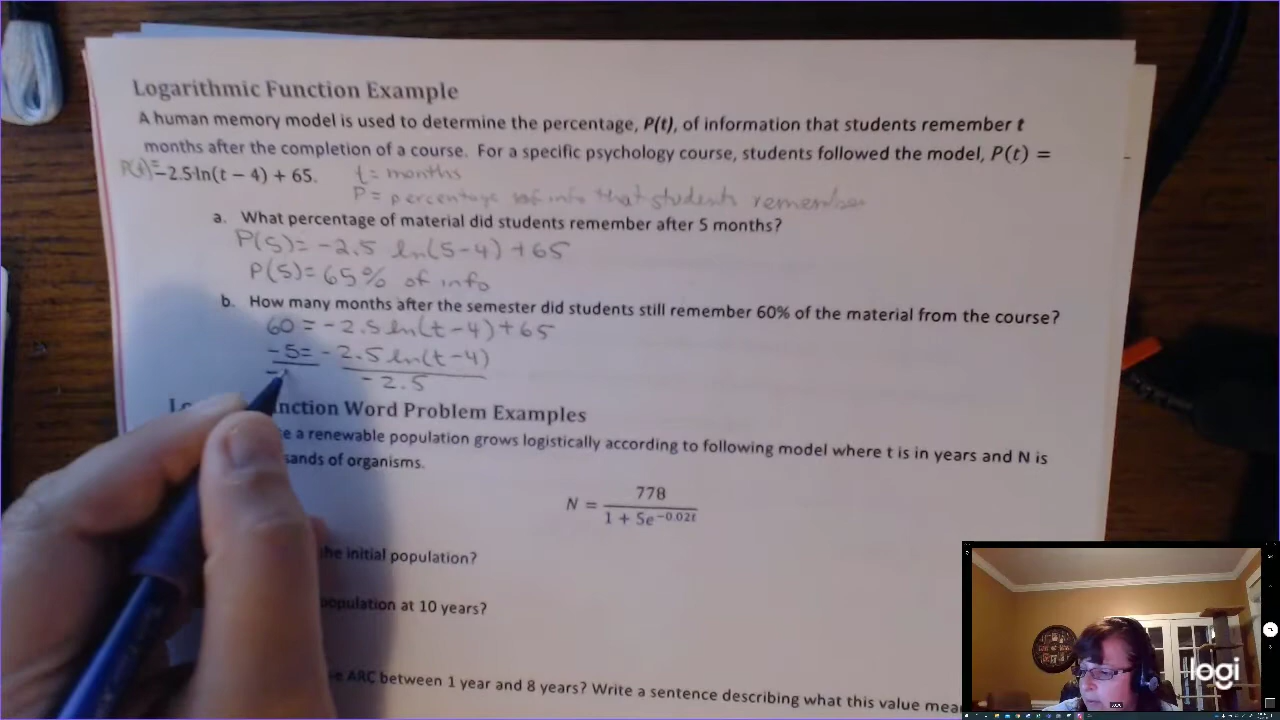 Logarithmic Function Example
A human memory model is used to determine the percentage, P(t), of information that students remember t
months after the completion of a course. For a specific psychology course, students followed the model, P(t) =
P(t)= −2.5·ln(t − 4) + 65. t = months
P = percentage of info that students remember
a. What percentage of material did students remember after 5 months?
P(5) = −2.5 ln(5−4) +65
P(5) = 65% of info
b. How many months after the semester did students still remember 60% of the material from the course?
60 = −2.5 ln(t−4)+65
−5 = −2.5 ln(t−4)
−2.5
nction Word Problem Examples
e a renewable population grows logistically according to following model where t is in years and N is
sands of organisms.
N = 778 / 1 + 5e^−0.02t
he initial population?
population at 10 years?
e ARC between 1 year and 8 years? Write a sentence describing what this value mea
logi